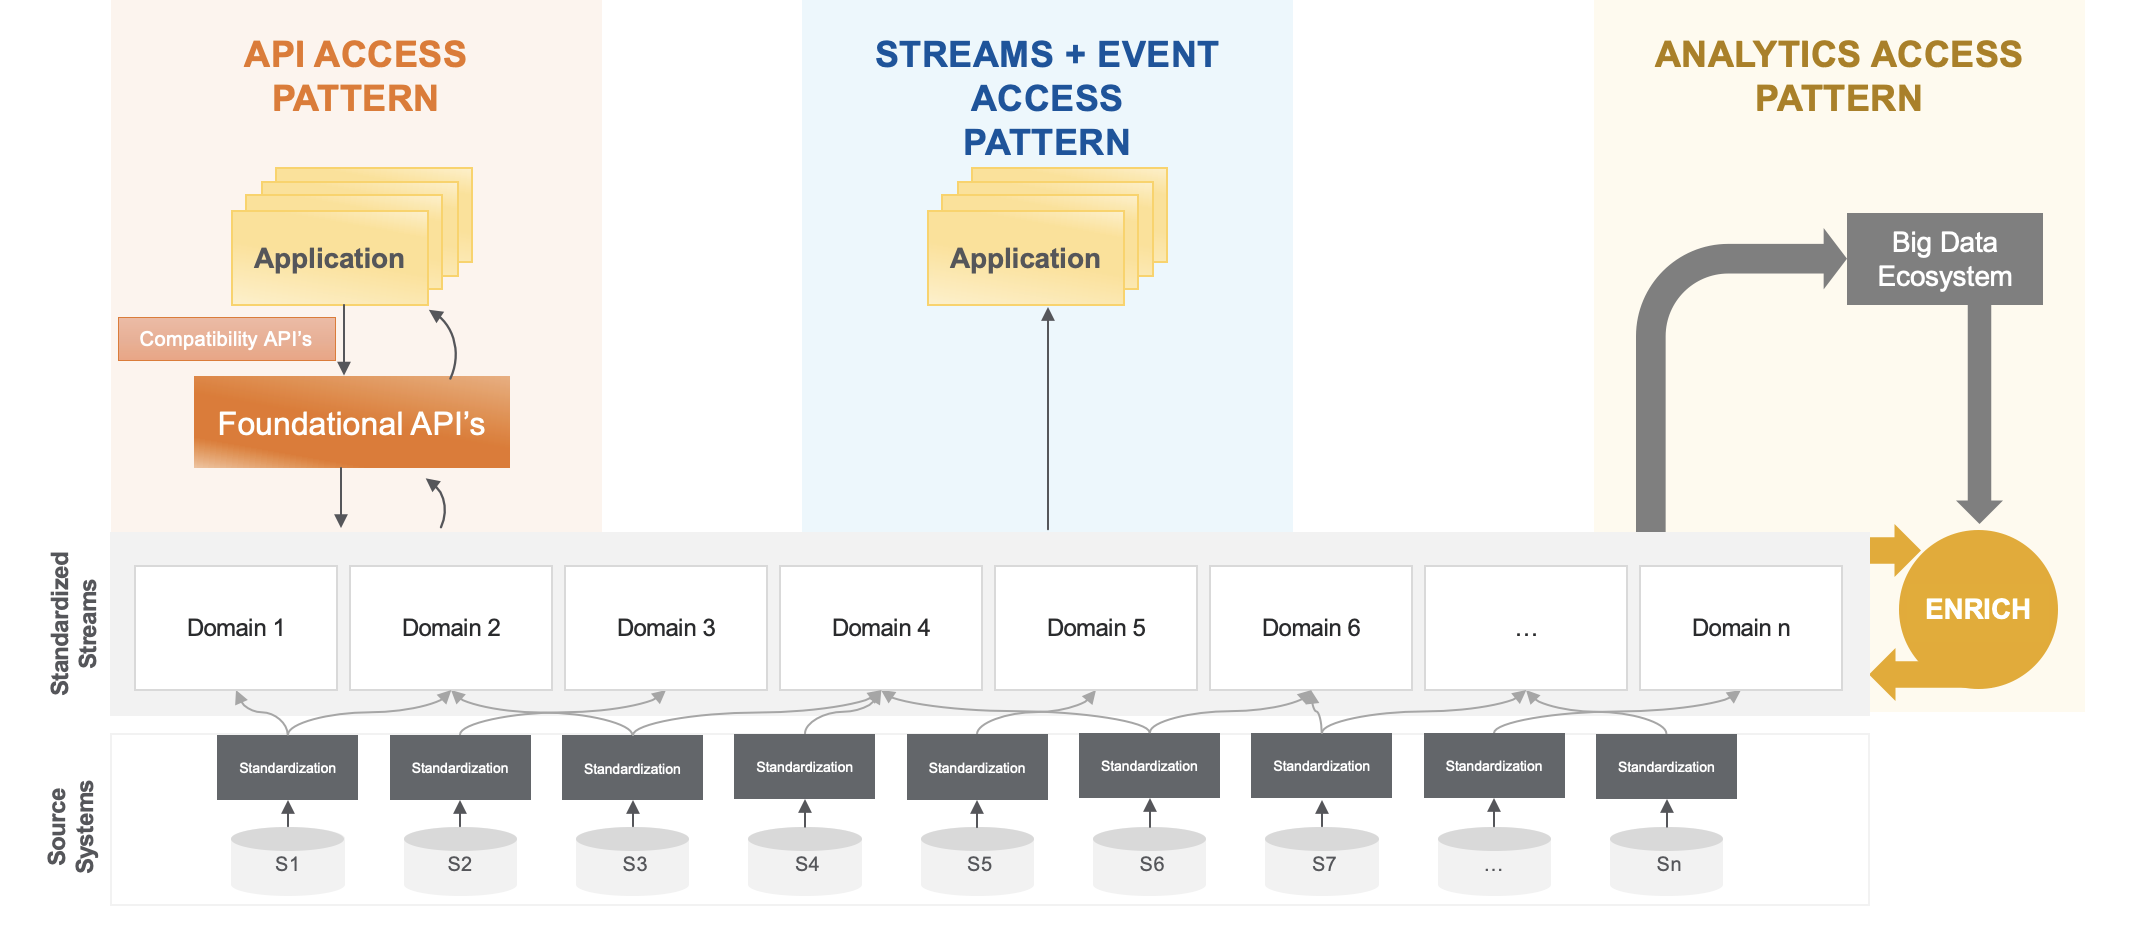 API ACCESS
PATTERN
STREAMS + EVENT
ACCESS
PATTERN
ANALYTICS ACCESS
PATTERN
Application
Compatibility API’s
Foundational API’s
Application
Big Data
Ecosystem
ENRICH
Standardized
Streams
Domain 1
Domain 2
Domain 3
Domain 4
Domain 5
Domain 6
...
Domain n
Source
Systems
Standardization
Standardization
Standardization
Standardization
Standardization
Standardization
Standardization
Standardization
Standardization
S1
S2
S3
S4
S5
S6
S7
...
Sn